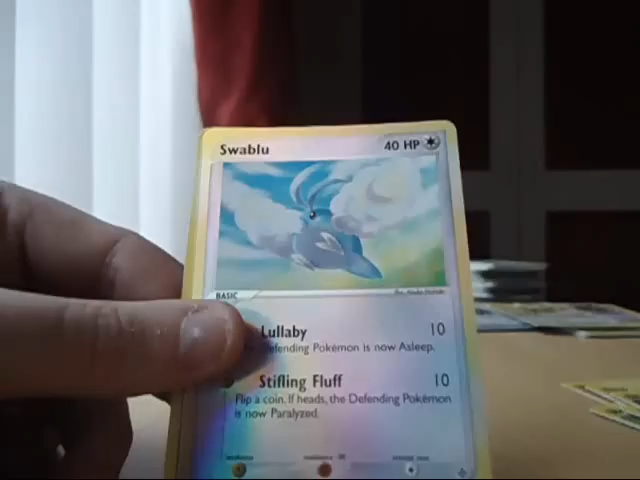 Swablu 40 HP
BASIC
Lullaby 10
efending Pokémon is now Asleep.
Stifling Fluff 10
Flip a coin. If heads, the Defending Pokémon
is now Paralyzed.